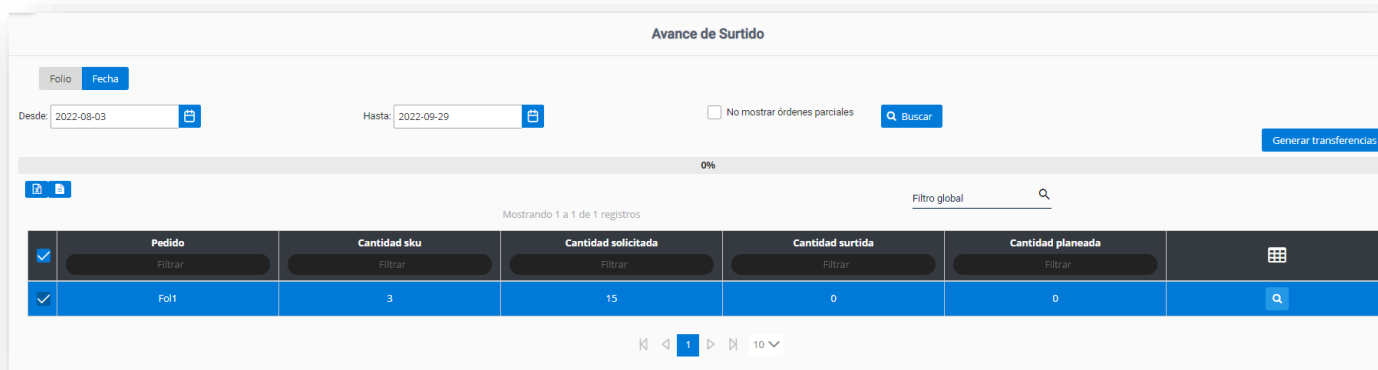 Avance de Surtido
Folio Fecha
Desde: 2022-08-03 Hasta: 2022-09-29 No mostrar órdenes parciales Buscar
Generar transferencias
0%
Filtro global
Mostrando 1 a 1 de 1 registros
Pedido Cantidad sku Cantidad solicitada Cantidad surtida Cantidad planeada
Filtrar Filtrar Filtrar Filtrar Filtrar
Fol1 3 15 0 0
1 10